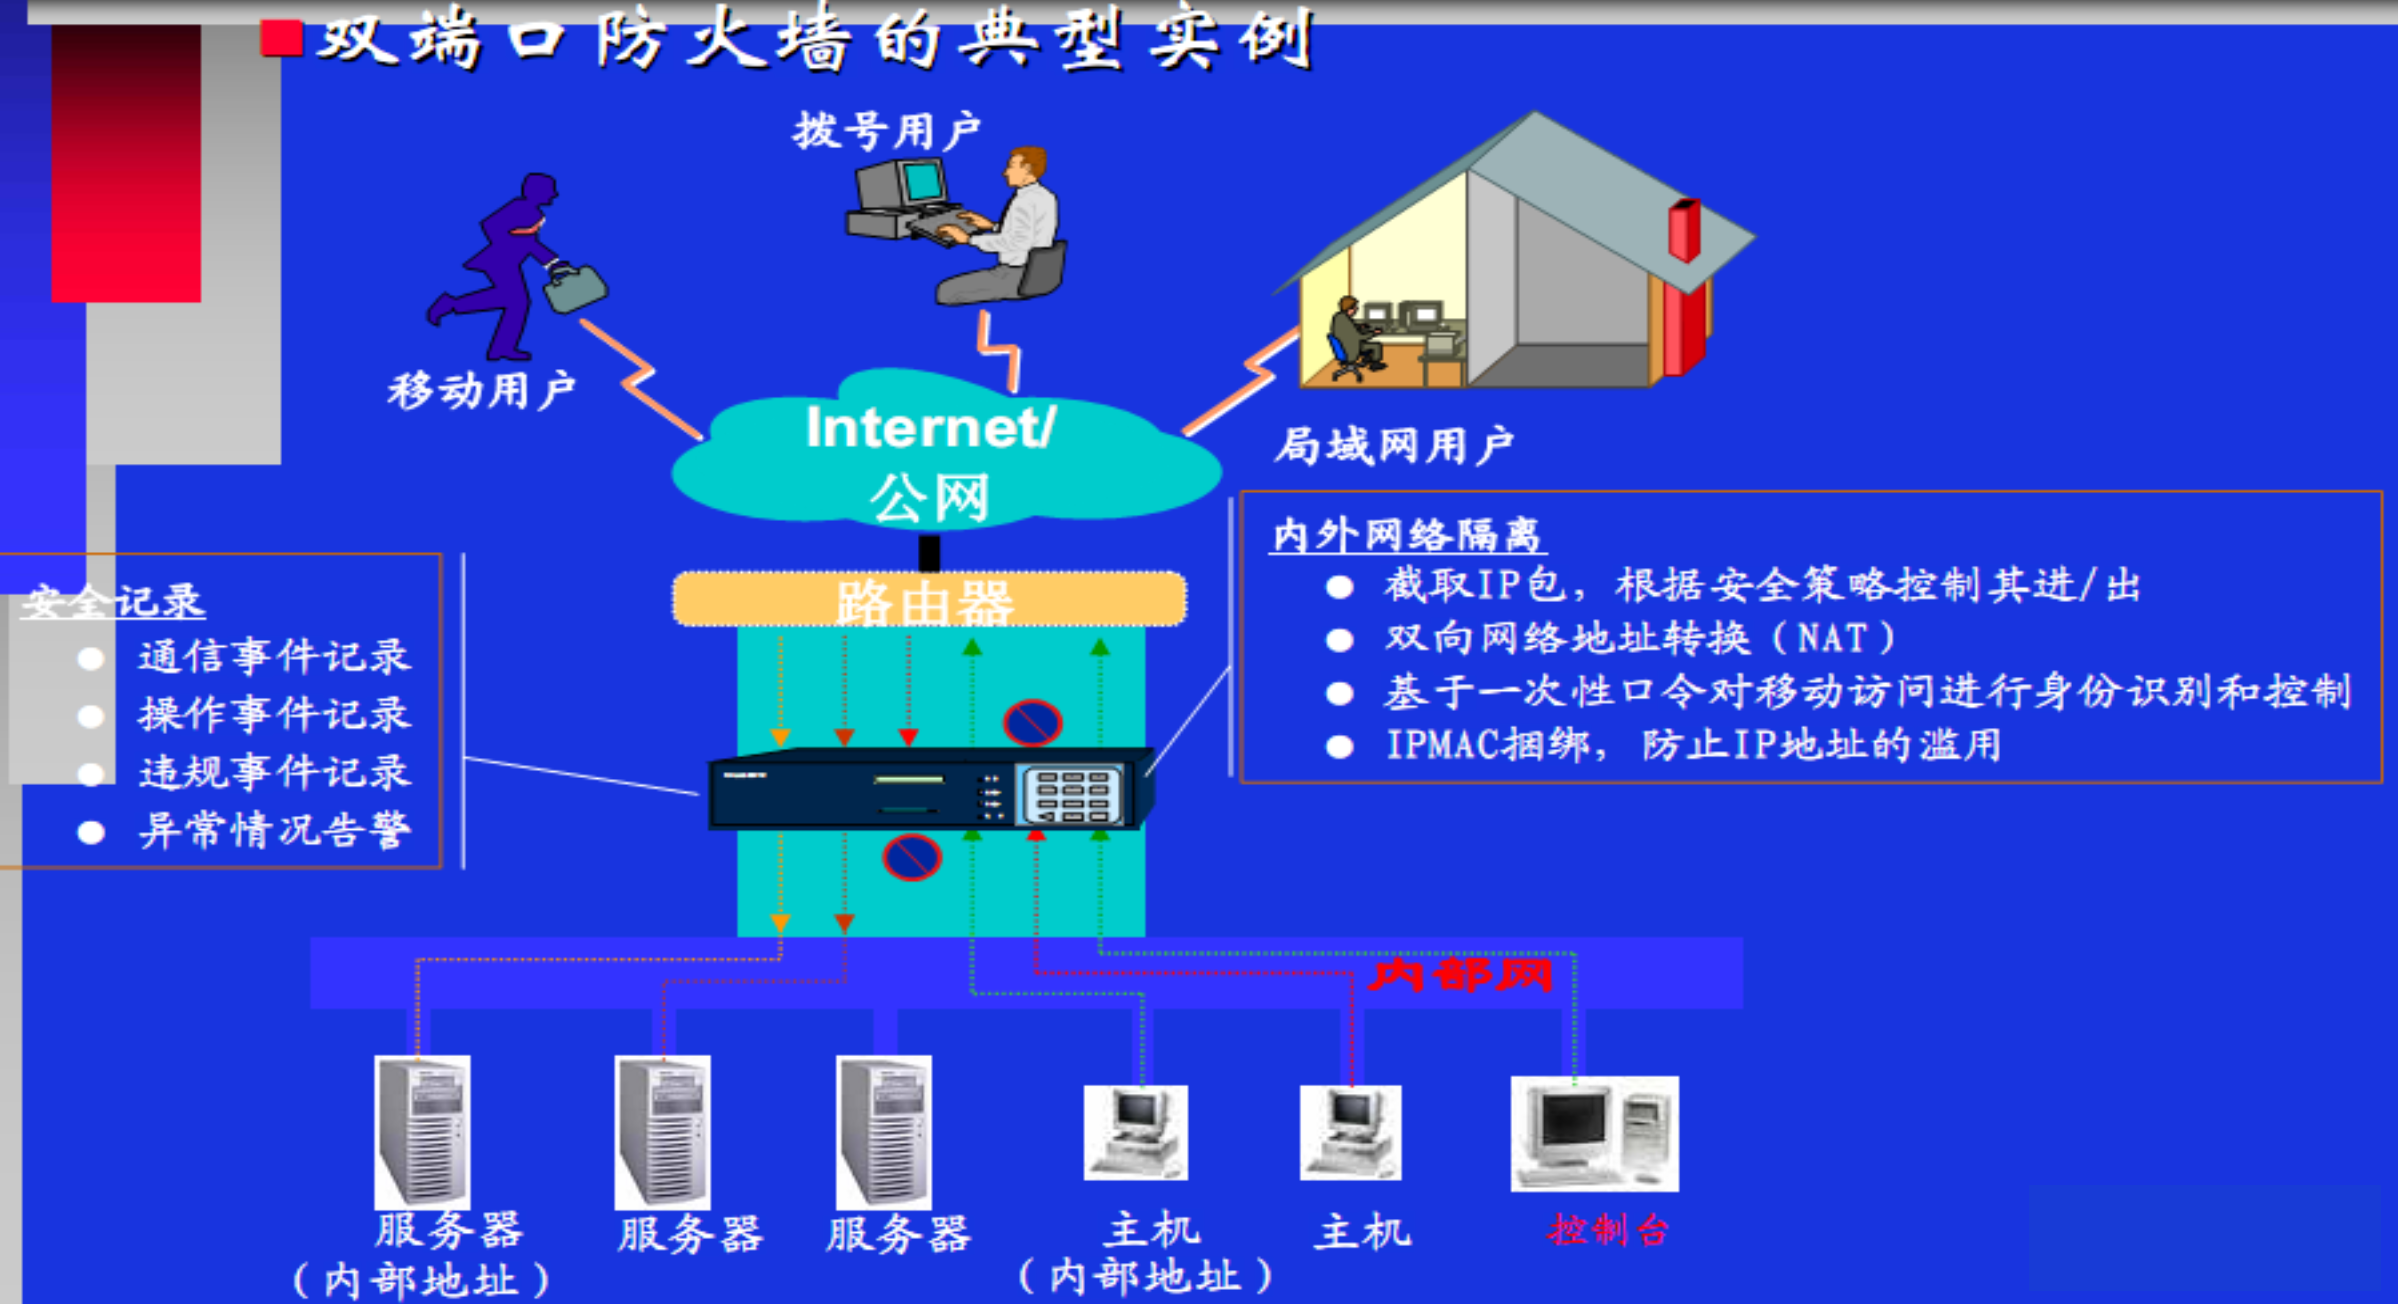 双端口防火墙的典型实例
拨号用户
移动用户
Internet/
公网
局域网用户
路由器
内外网络隔离
● 截取IP包，根据安全策略控制其进/出
● 双向网络地址转换（NAT）
● 基于一次性口令对移动访问进行身份识别和控制
● IPMAC捆绑，防止IP地址的滥用
安全记录
● 通信事件记录
● 操作事件记录
● 违规事件记录
● 异常情况告警
内部网
服务器
（内部地址）
服务器
服务器
主机
（内部地址）
主机
控制台